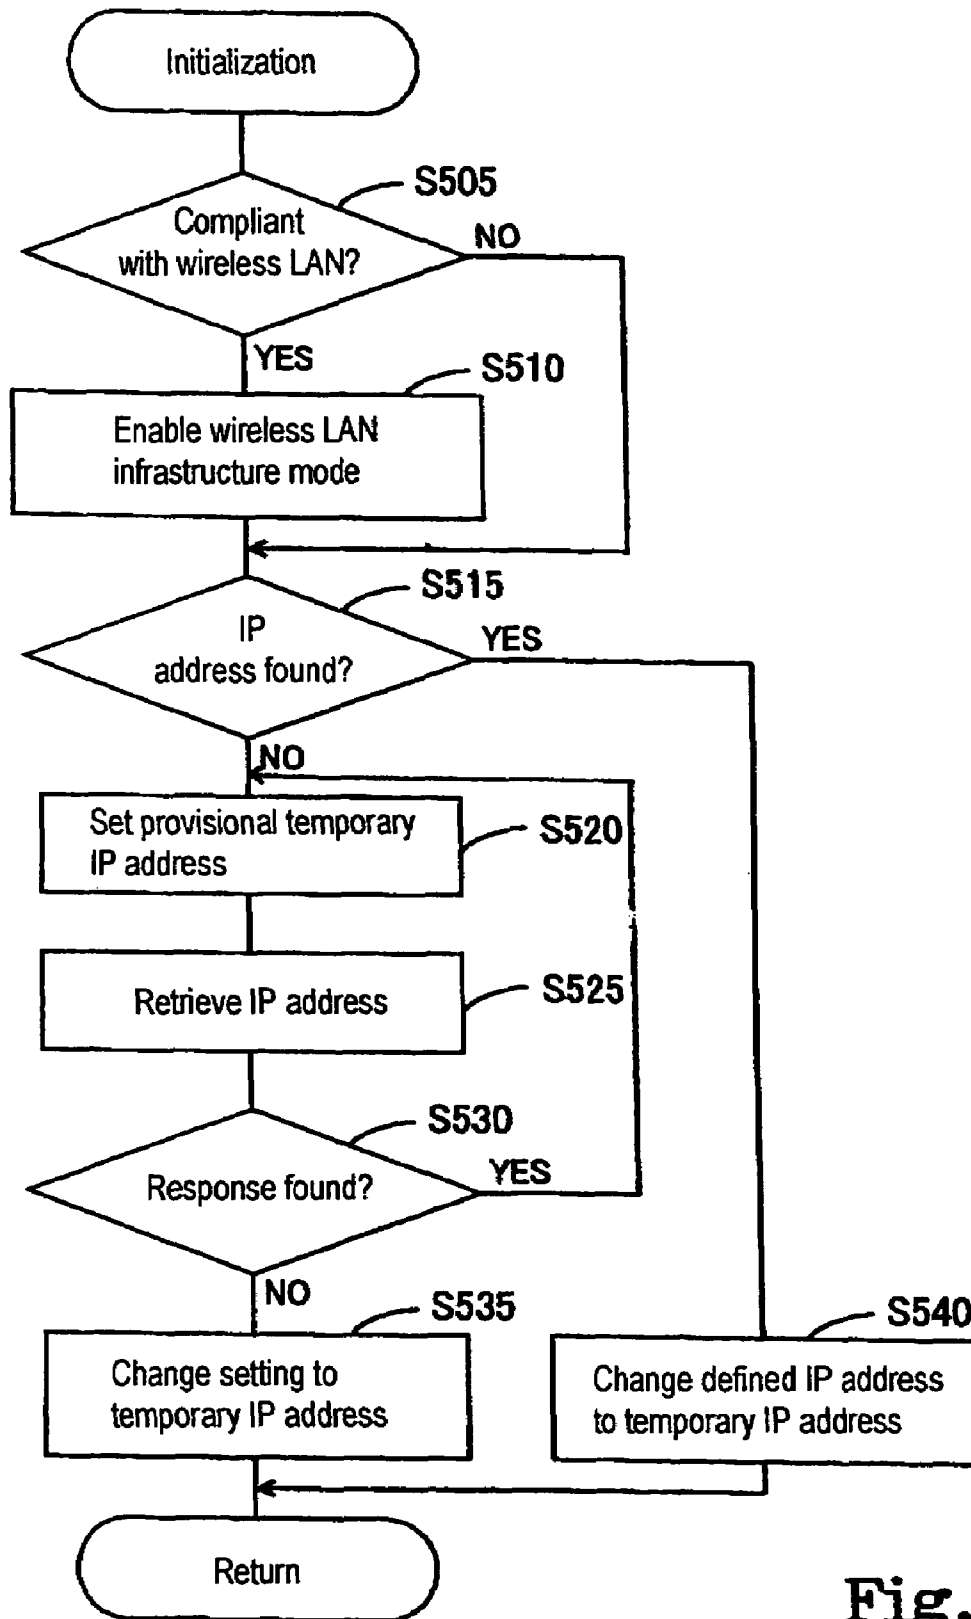 Initialization
S505
Compliant
with wireless LAN?
NO
YES
S510
Enable wireless LAN
infrastructure mode
S515
IP
address found?
YES
NO
Set provisional temporary
IP address
S520
Retrieve IP address
S525
S530
Response found?
YES
NO
S535
Change setting to
temporary IP address
S540
Change defined IP address
to temporary IP address
Return
Fig.